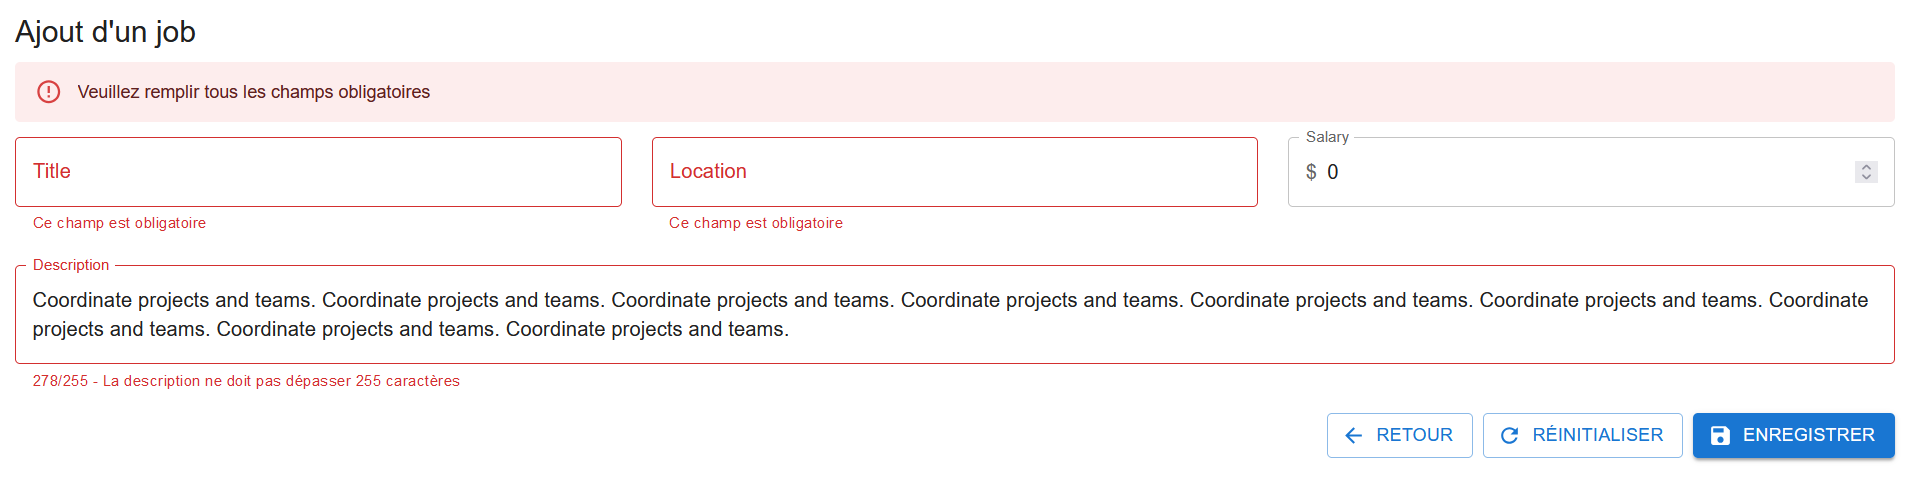 Ajout d'un job
Veuillez remplir tous les champs obligatoires
Title
Location
Salary
$ 0
Ce champ est obligatoire
Ce champ est obligatoire
Description
Coordinate projects and teams. Coordinate projects and teams. Coordinate projects and teams. Coordinate projects and teams. Coordinate projects and teams. Coordinate projects and teams. Coordinate
projects and teams. Coordinate projects and teams. Coordinate projects and teams.
278/255 - La description ne doit pas dépasser 255 caractères
RETOUR
RÉINITIALISER
ENREGISTRER